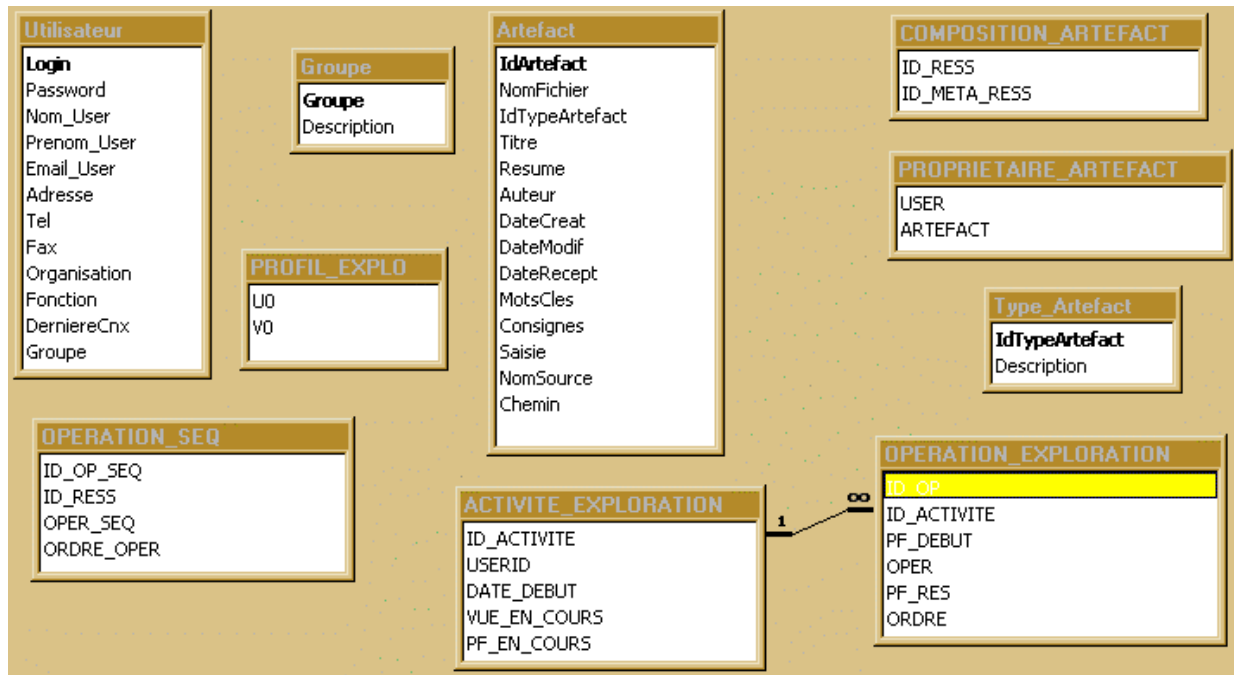 Utilisateur
Login
Password
Nom_User
Prenom_User
Email_User
Adresse
Tel
Fax
Organisation
Fonction
DerniereCnx
Groupe
Groupe
Groupe
Description
PROFIL_EXPLO
U0
V0
Artefact
IdArtefact
NomFichier
IdTypeArtefact
Titre
Resume
Auteur
DateCreat
DateModif
DateRecept
MotsCles
Consignes
Saisie
NomSource
Chemin
COMPOSITION_ARTEFACT
ID_RESS
ID_META_RESS
PROPRIETAIRE_ARTEFACT
USER
ARTEFACT
Type_Artefact
IdTypeArtefact
Description
OPERATION_SEQ
ID_OP_SEQ
ID_RESS
OPER_SEQ
ORDRE_OPER
ACTIVITE_EXPLORATION
ID_ACTIVITE
USERID
DATE_DEBUT
VUE_EN_COURS
PF_EN_COURS
1
∞
OPERATION_EXPLORATION
ID_OP
ID_ACTIVITE
PF_DEBUT
OPER
PF_RES
ORDRE